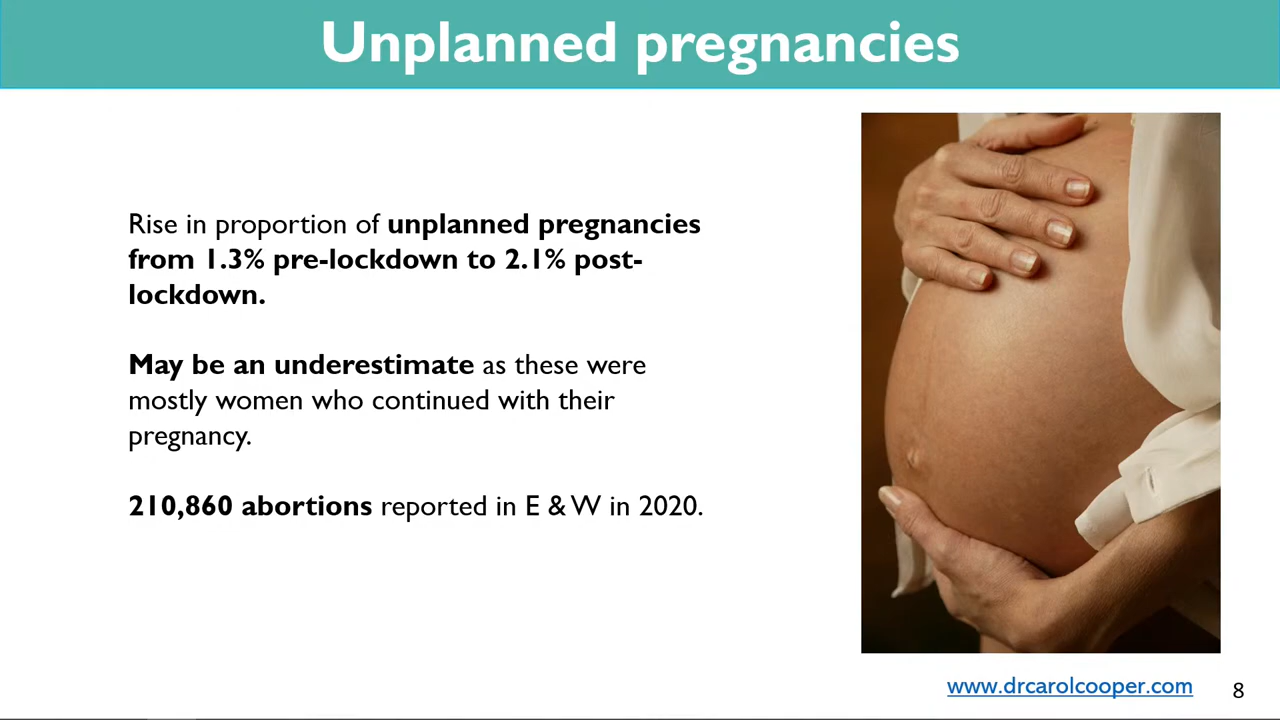 Unplanned pregnancies
Rise in proportion of unplanned pregnancies
from 1.3% pre-lockdown to 2.1% post-
lockdown.
May be an underestimate as these were
mostly women who continued with their
pregnancy.
210,860 abortions reported in E & W in 2020.
www.drcarolcooper.com
8